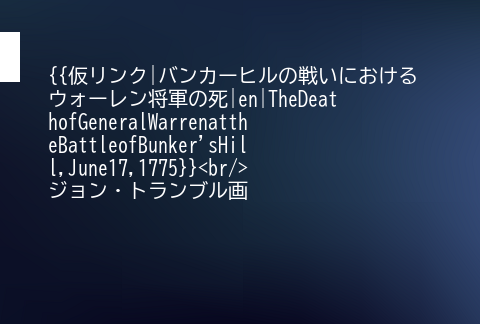 {{仮リンク|バンカーヒルの戦いにおける
ウォーレン将軍の死|en|TheDeat
hofGeneralWarrenatth
eBattleofBunker'sHil
l,June17,1775}}<br/>
ジョン・トランブル画